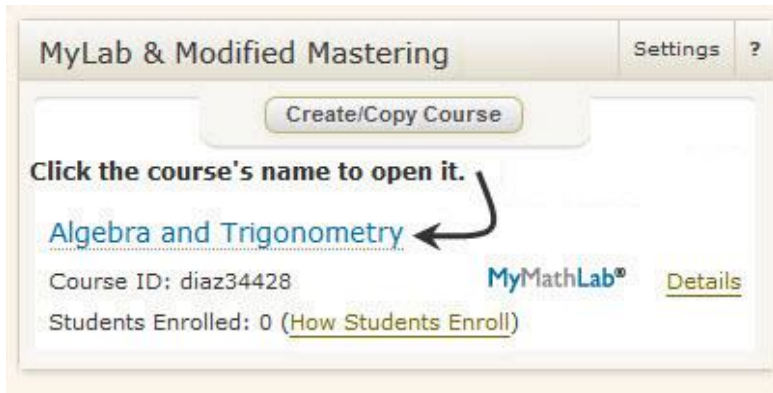 MyLab & Modified Mastering Settings ?
Create/Copy Course
Click the course's name to open it.
Algebra and Trigonometry
Course ID: diaz34428 MyMathLab® Details
Students Enrolled: 0 (How Students Enroll)